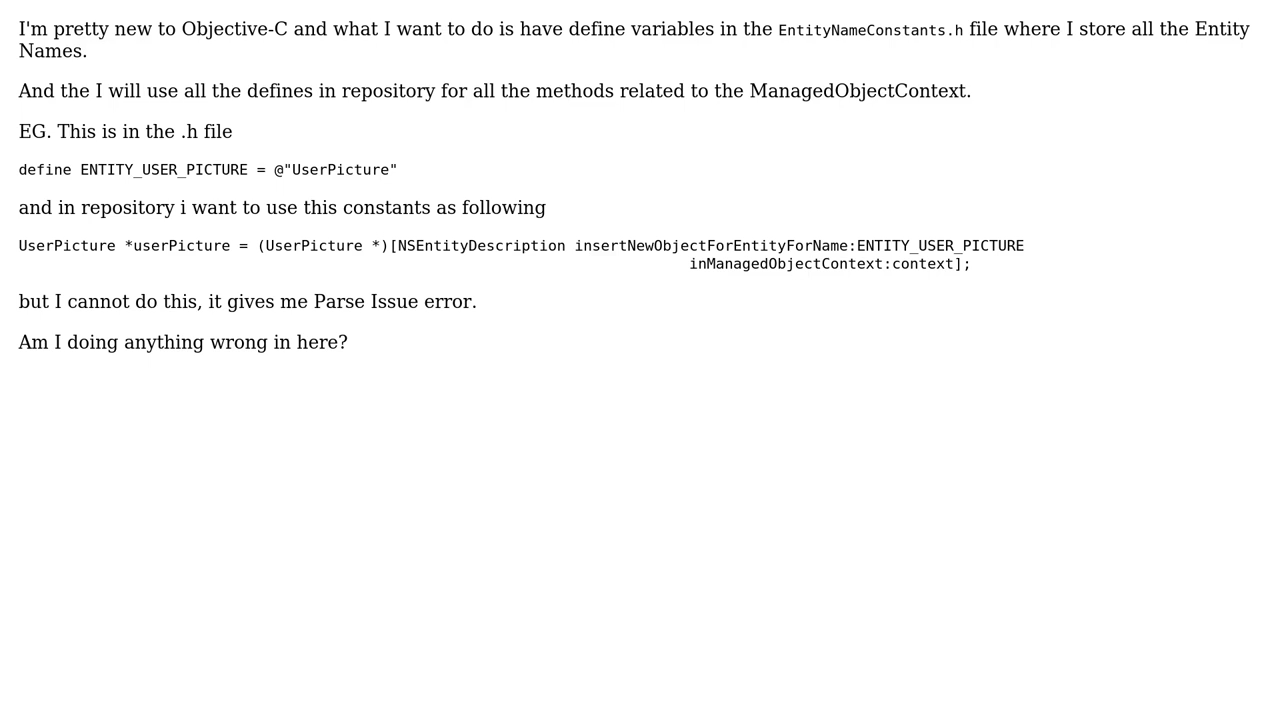 I'm pretty new to Objective-C and what I want to do is have define variables in the EntityNameConstants.h file where I store all the Entity
Names.
And the I will use all the defines in repository for all the methods related to the ManagedObjectContext.
EG. This is in the .h file
define ENTITY_USER_PICTURE = @"UserPicture"
and in repository i want to use this constants as following
UserPicture *userPicture = (UserPicture *)[NSEntityDescription insertNewObjectForEntityForName:ENTITY_USER_PICTURE
inManagedObjectContext:context];
but I cannot do this, it gives me Parse Issue error.
Am I doing anything wrong in here?